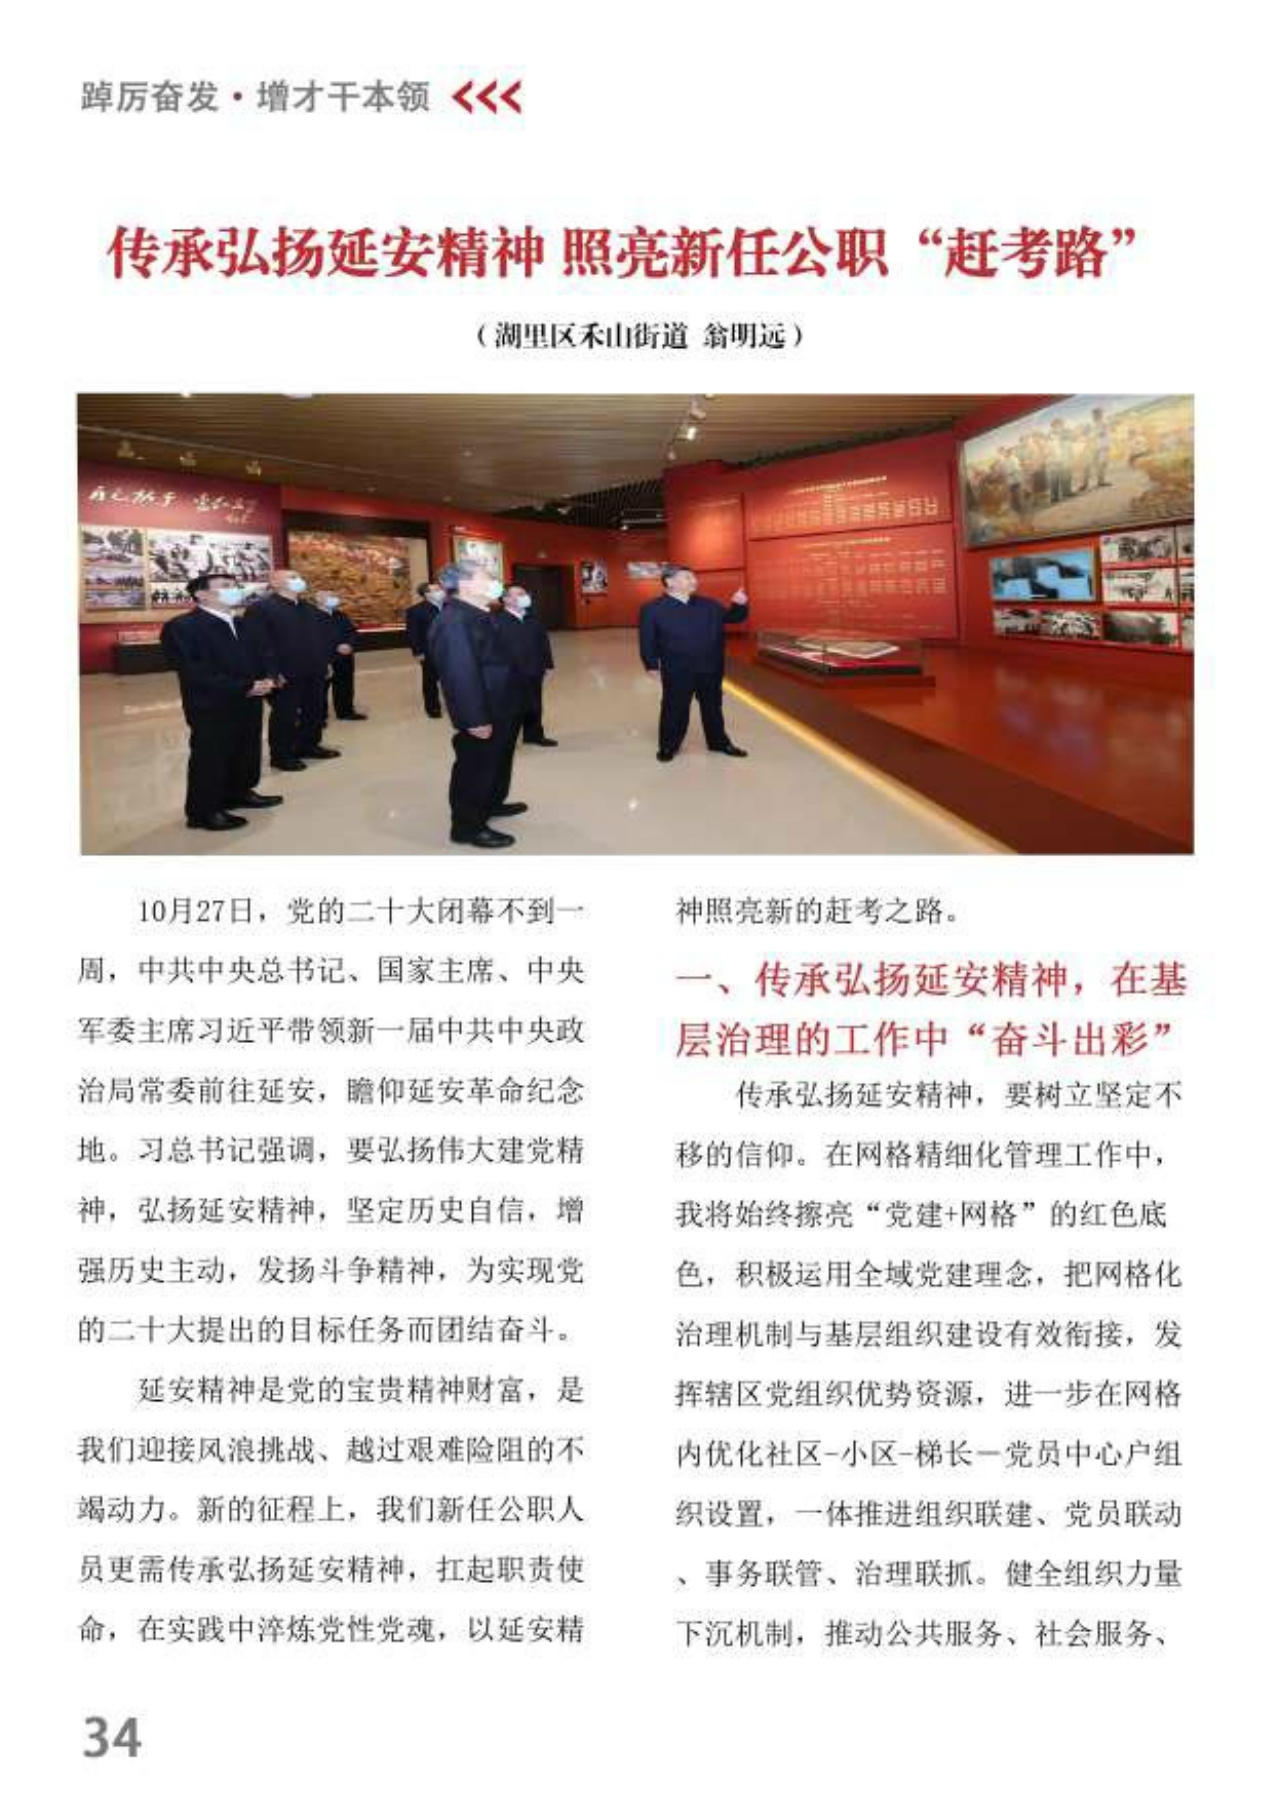 踔厉奋发·增才干本领
传承弘扬延安精神 照亮新任公职“赶考路”
（湖里区禾山街道 翁明远）
10月27日，党的二十大闭幕不到一
周，中共中央总书记、国家主席、中央
军委主席习近平带领新一届中共中央政
治局常委前往延安，瞻仰延安革命纪念
地。习总书记强调，要弘扬伟大建党精
神，弘扬延安精神，坚定历史自信，增
强历史主动，发扬斗争精神，为实现党
的二十大提出的目标任务而团结奋斗。
延安精神是党的宝贵精神财富，是
我们迎接风浪挑战、越过艰难险阻的不
竭动力。新的征程上，我们新任公职人
员更需传承弘扬延安精神，扛起职责使
命，在实践中淬炼党性党魂，以延安精
神照亮新的赶考之路。
一、传承弘扬延安精神，在基
层治理的工作中“奋斗出彩”
传承弘扬延安精神，要树立坚定不
移的信仰。在网格精细化管理工作中，
我将始终擦亮“党建+网格”的红色底
色，积极运用全域党建理念，把网格化
治理机制与基层组织建设有效衔接，发
挥辖区党组织优势资源，进一步在网格
内优化社区-小区-梯长－党员中心户组
织设置，一体推进组织联建、党员联动
、事务联管、治理联抓。健全组织力量
下沉机制，推动公共服务、社会服务、
34